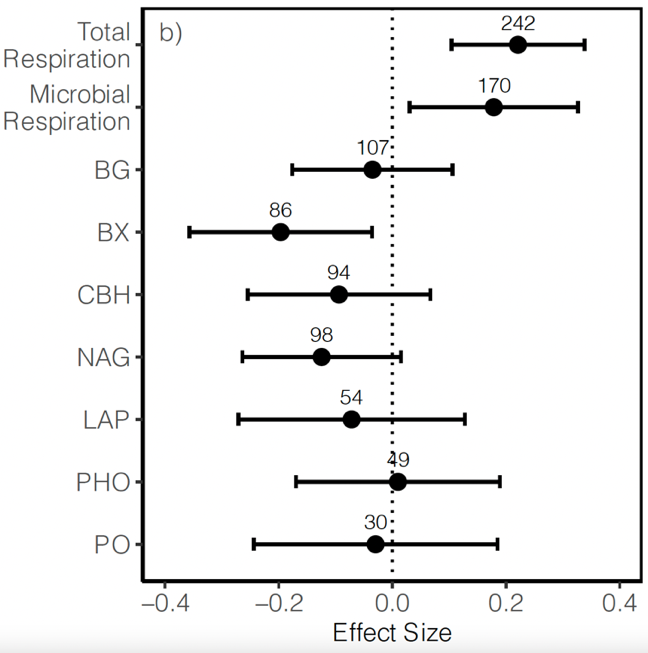 b)
Total
Respiration
242
Microbial
Respiration
170
BG
107
BX
86
CBH
94
NAG
98
LAP
54
PHO
49
PO
30
−0.4 −0.2 0.0 0.2 0.4
Effect Size